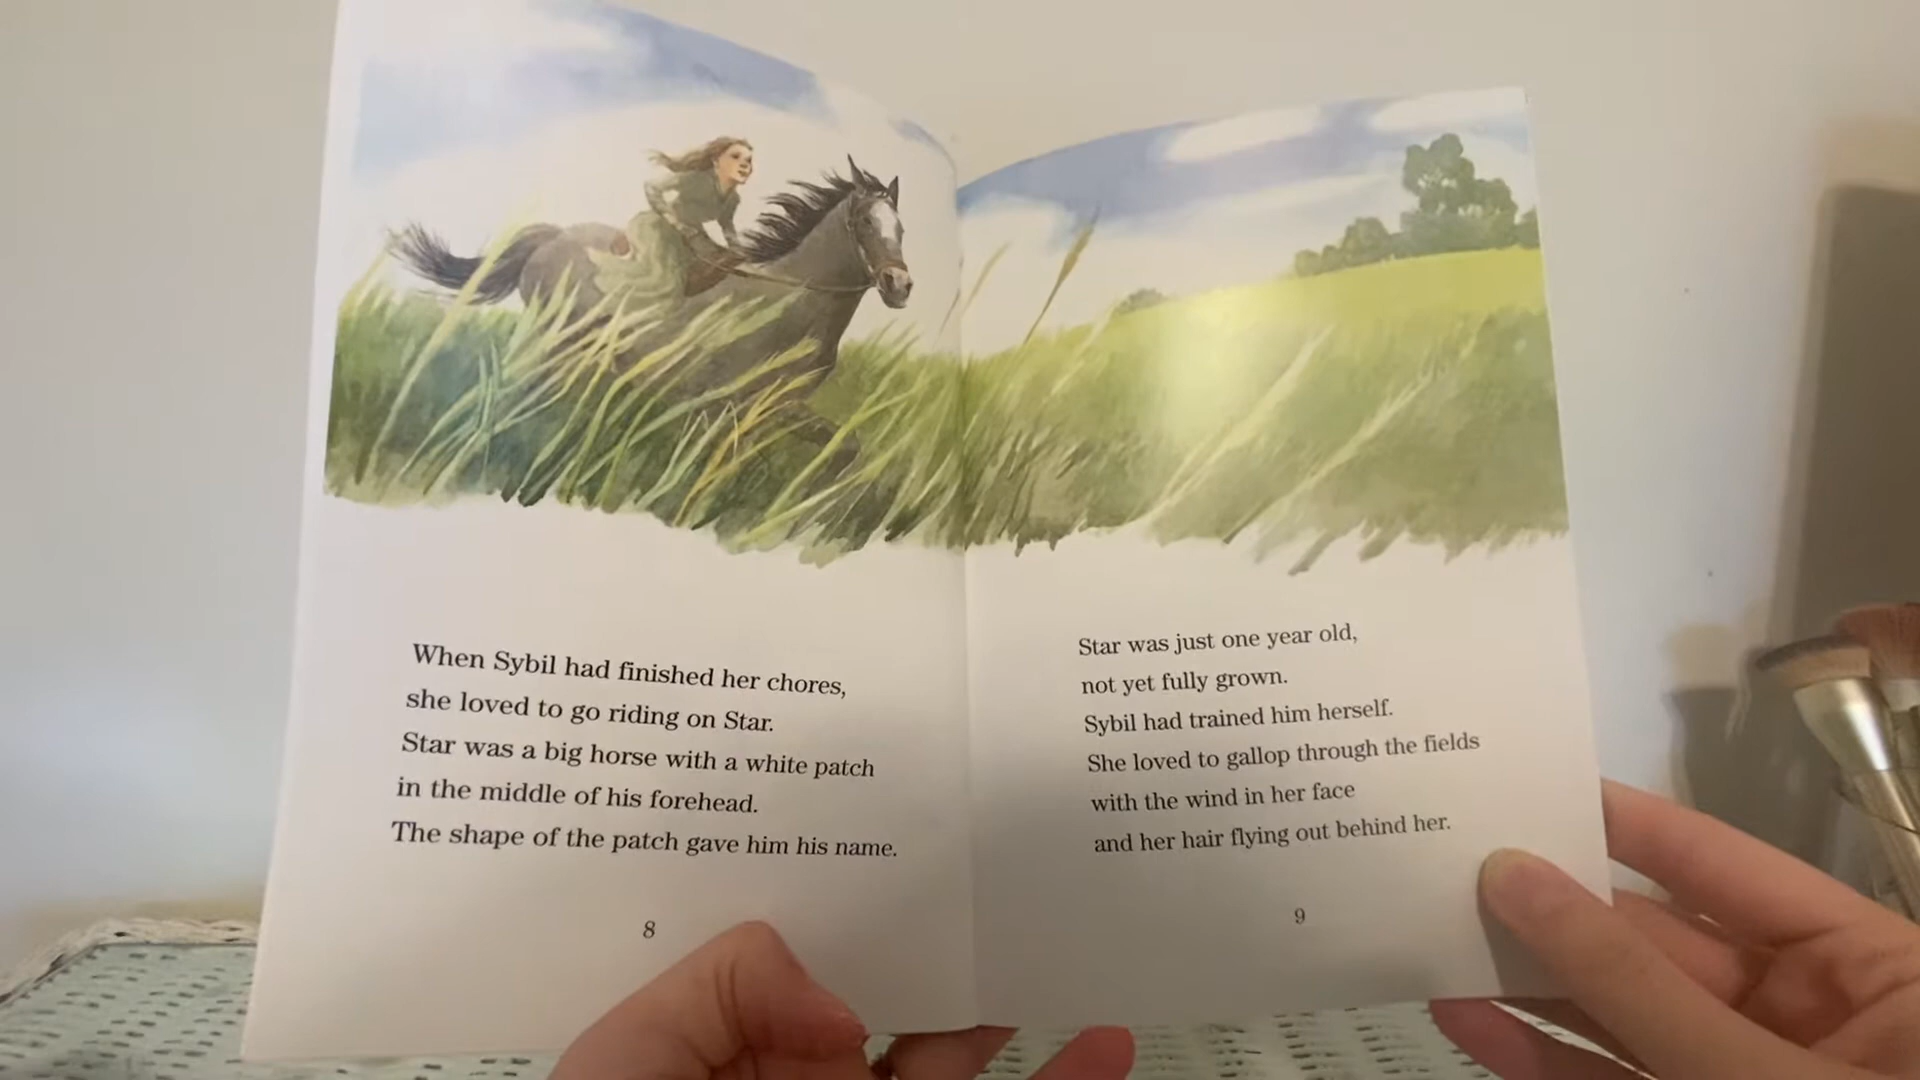 When Sybil had finished her chores,
she loved to go riding on Star.
Star was a big horse with a white patch
in the middle of his forehead.
The shape of the patch gave him his name.
8
Star was just one year old,
not yet fully grown.
Sybil had trained him herself.
She loved to gallop through the fields
with the wind in her face
and her hair flying out behind her.
9